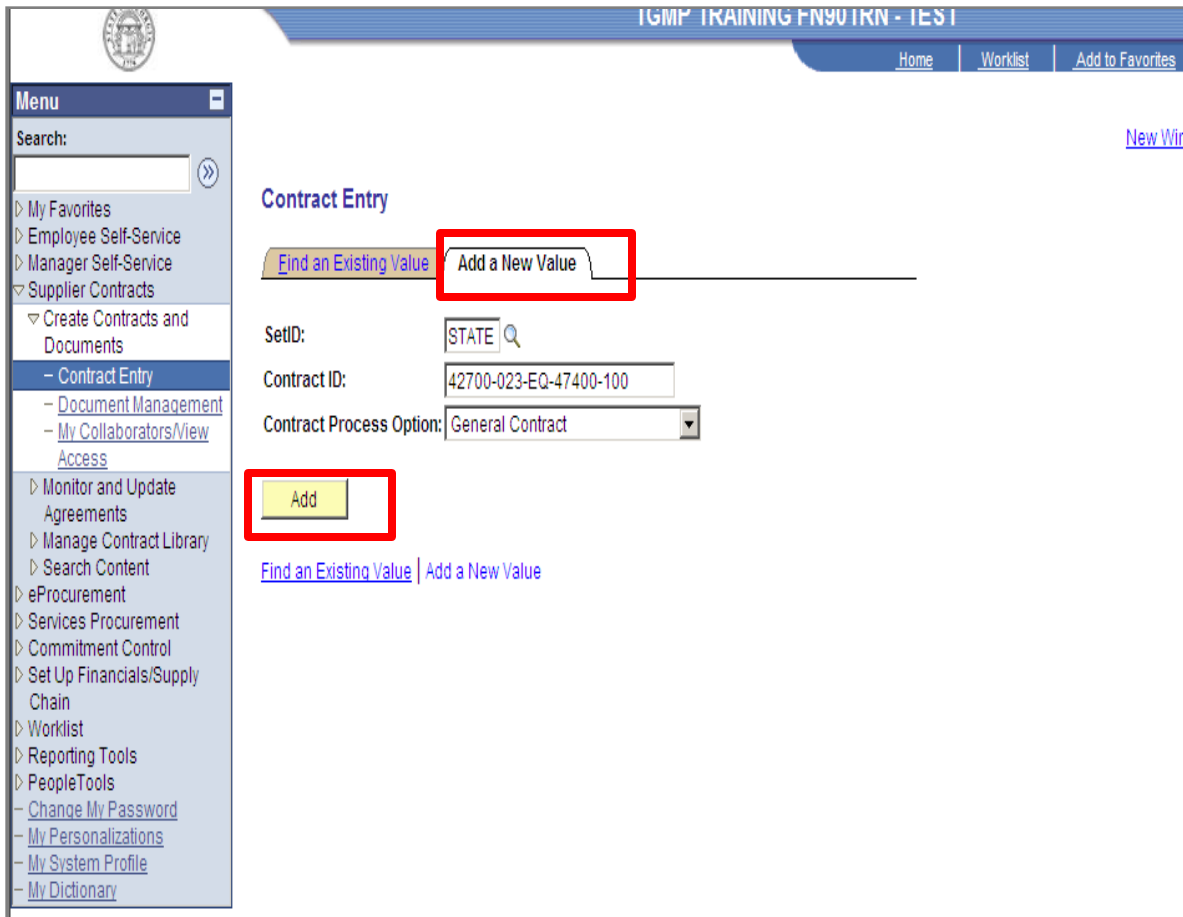 TGMP TRAINING FN90TRN - TEST
Home Worklist Add to Favorites
Menu
Search:
My Favorites
Employee Self-Service
Manager Self-Service
Supplier Contracts
Create Contracts and
Documents
– Contract Entry
– Document Management
– My Collaborators/View
Access
Monitor and Update
Agreements
Manage Contract Library
Search Content
eProcurement
Services Procurement
Commitment Control
Set Up Financials/Supply
Chain
Worklist
Reporting Tools
PeopleTools
– Change My Password
– My Personalizations
– My System Profile
– My Dictionary
New Win
Contract Entry
Find an Existing Value Add a New Value
SetID: STATE
Contract ID: 42700-023-EQ-47400-100
Contract Process Option: General Contract
Add
Find an Existing Value | Add a New Value